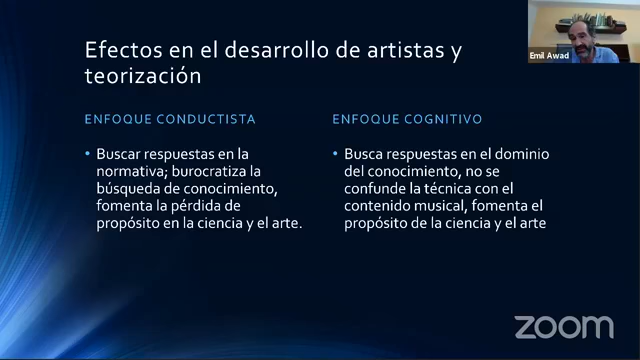 Efectos en el desarrollo de artistas y
teorización
ENFOQUE CONDUCTISTA
• Buscar respuestas en la
normativa; burocratiza la
búsqueda de conocimiento,
fomenta la pérdida de
propósito en la ciencia y el arte.
ENFOQUE COGNITIVO
• Busca respuestas en el dominio
del conocimiento, no se
confunde la técnica con el
contenido musical, fomenta el
propósito de la ciencia y el arte
Emil Awad
zoom